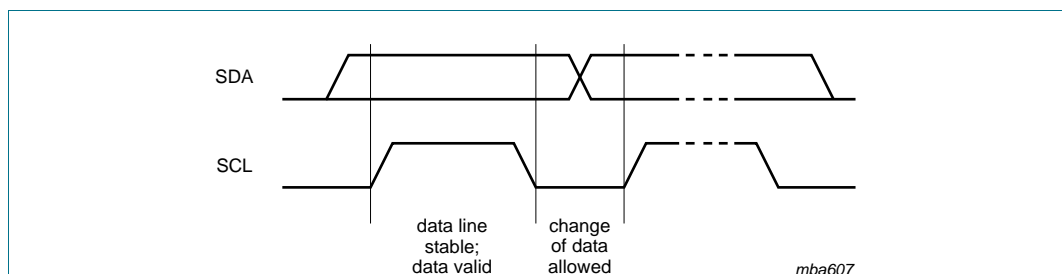 SDA
SCL
data line
stable;
data valid
change
of data
allowed
mba607